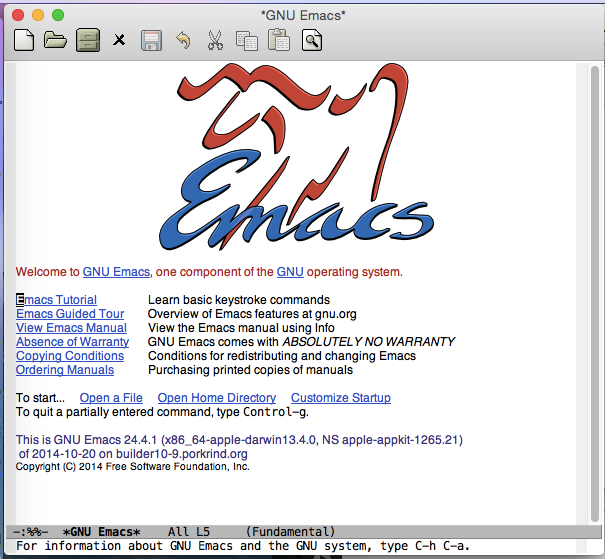 *GNU Emacs*
Emacs
Welcome to GNU Emacs, one component of the GNU operating system.
Emacs Tutorial Learn basic keystroke commands
Emacs Guided Tour Overview of Emacs features at gnu.org
View Emacs Manual View the Emacs manual using Info
Absence of Warranty GNU Emacs comes with ABSOLUTELY NO WARRANTY
Copying Conditions Conditions for redistributing and changing Emacs
Ordering Manuals Purchasing printed copies of manuals
To start... Open a File Open Home Directory Customize Startup
To quit a partially entered command, type Control-g.
This is GNU Emacs 24.4.1 (x86_64-apple-darwin13.4.0, NS apple-appkit-1265.21)
of 2014-10-20 on builder10-9.porkrind.org
Copyright (C) 2014 Free Software Foundation, Inc.
-:%%- *GNU Emacs* All L5 (Fundamental)
For information about GNU Emacs and the GNU system, type C-h C-a.